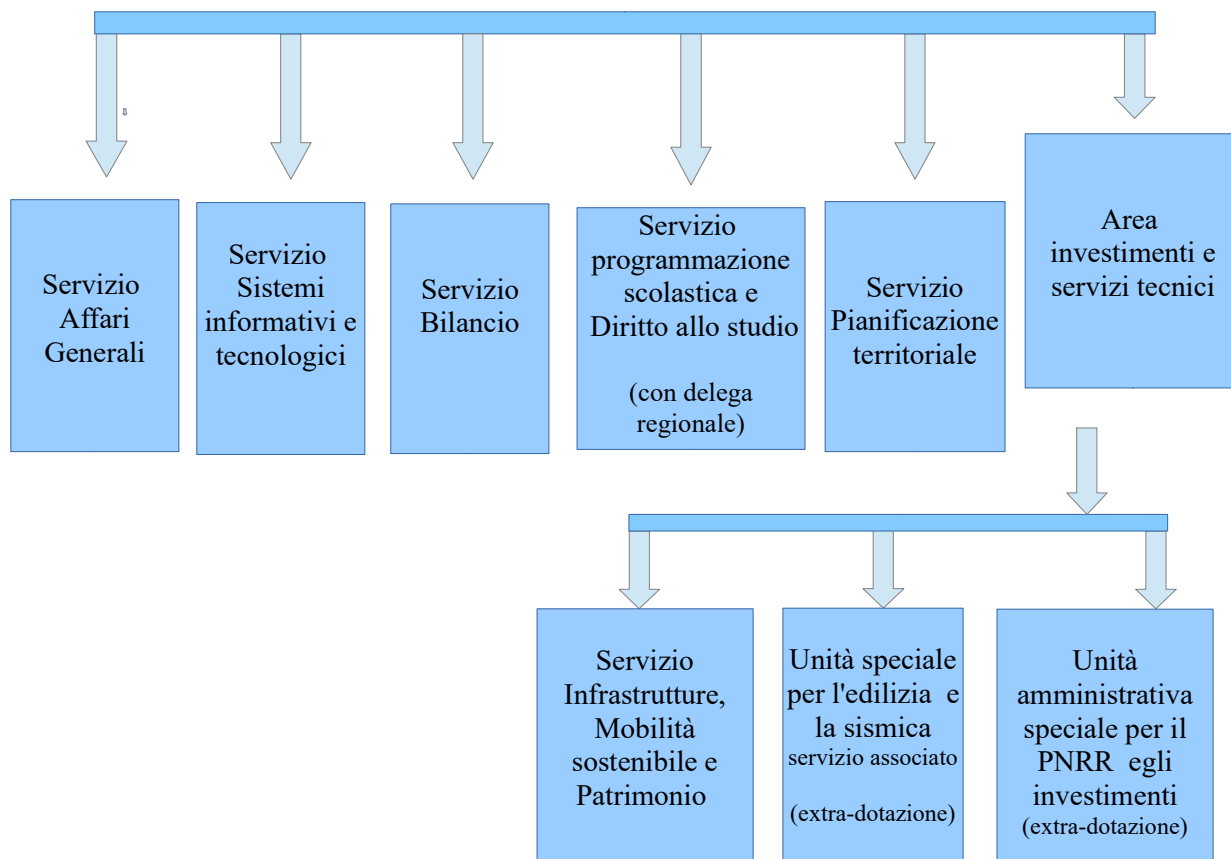 Servizio
Affari
Generali
Servizio
Sistemi
informativi e
tecnologici
Servizio
Bilancio
Servizio
programmazione
scolastica e
Diritto allo studio
(con delega
regionale)
Servizio
Pianificazione
territoriale
Area
investimenti e
servizi tecnici
Servizio
Infrastrutture,
Mobilità
sostenibile e
Patrimonio
Unità speciale
per l'edilizia e
la sismica
servizio associato
(extra-dotazione)
Unità
amministrativa
speciale per il
PNRR egli
investimenti
(extra-dotazione)